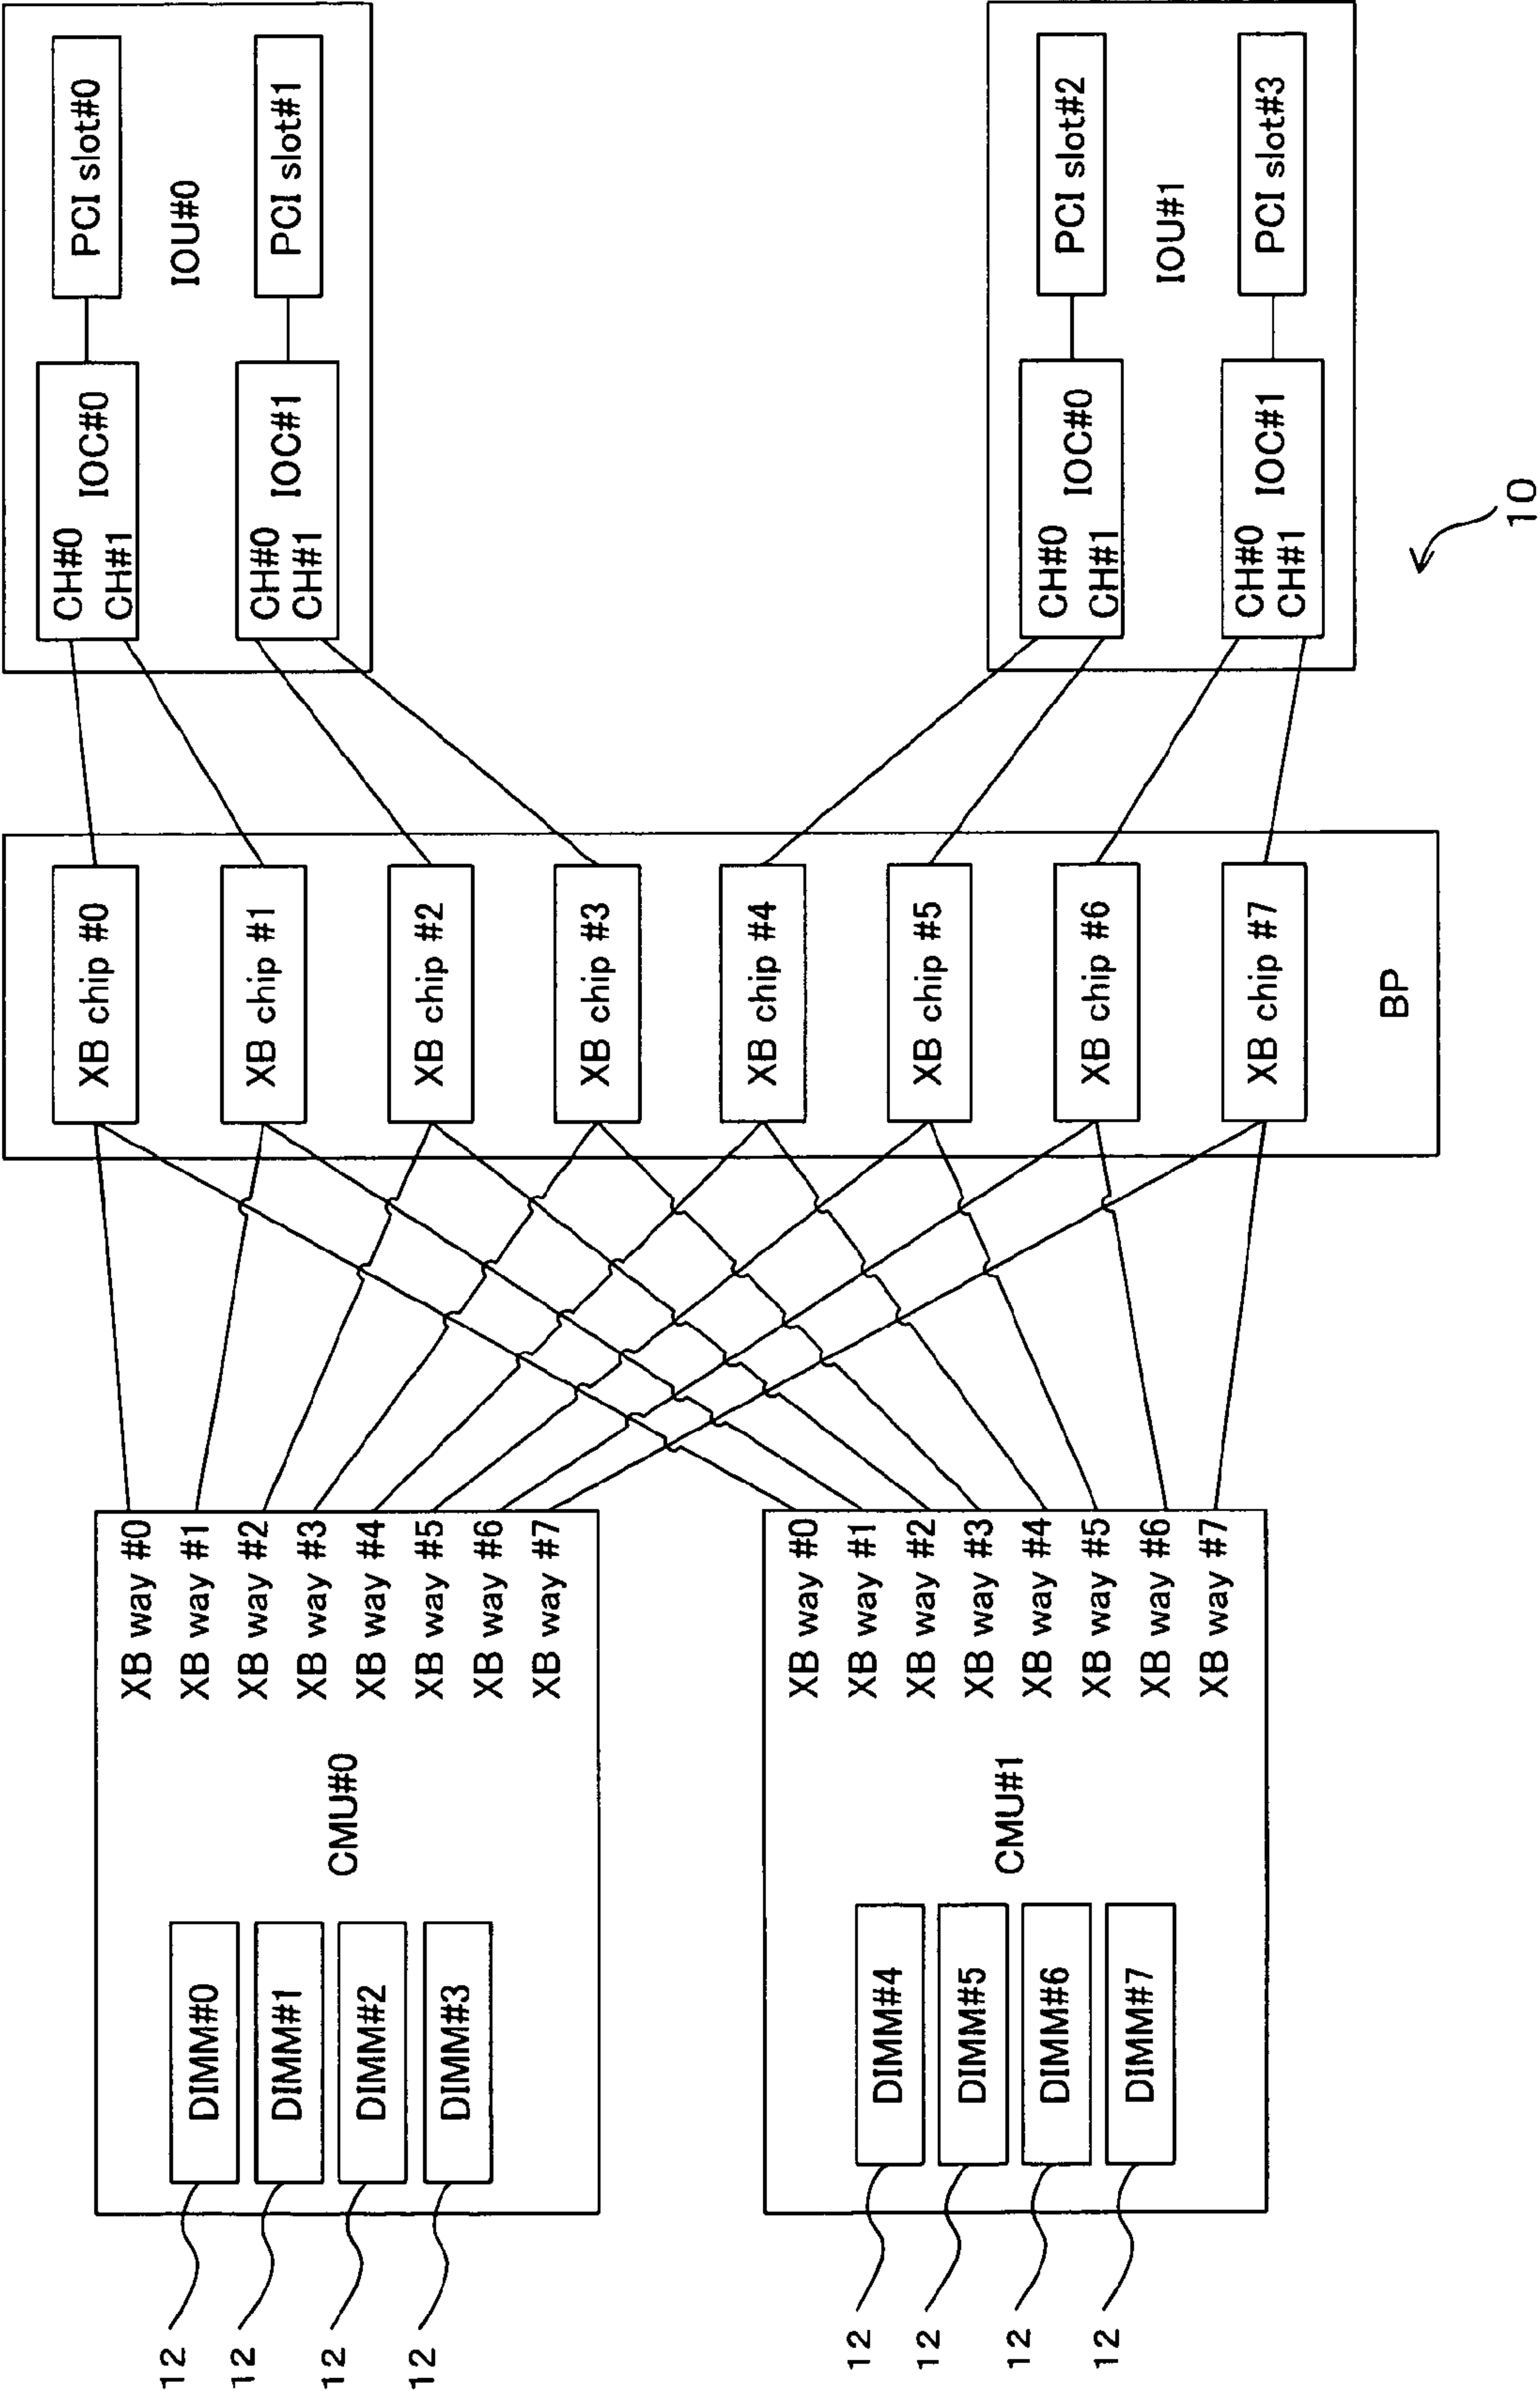 12
12
12
12
DIMM#0
DIMM#1
DIMM#2
DIMM#3
CMU#0
XB way #0
XB way #1
XB way #2
XB way #3
XB way #4
XB way #5
XB way #6
XB way #7
12
12
12
12
DIMM#4
DIMM#5
DIMM#6
DIMM#7
CMU#1
XB way #0
XB way #1
XB way #2
XB way #3
XB way #4
XB way #5
XB way #6
XB way #7
XB chip #0
XB chip #1
XB chip #2
XB chip #3
XB chip #4
XB chip #5
XB chip #6
XB chip #7
BP
CH#0
CH#1
IOC#0
PCI slot#0
IOU#0
CH#0
CH#1
IOC#1
PCI slot#1
CH#0
CH#1
IOC#0
PCI slot#2
IOU#1
CH#0
CH#1
IOC#1
PCI slot#3
10